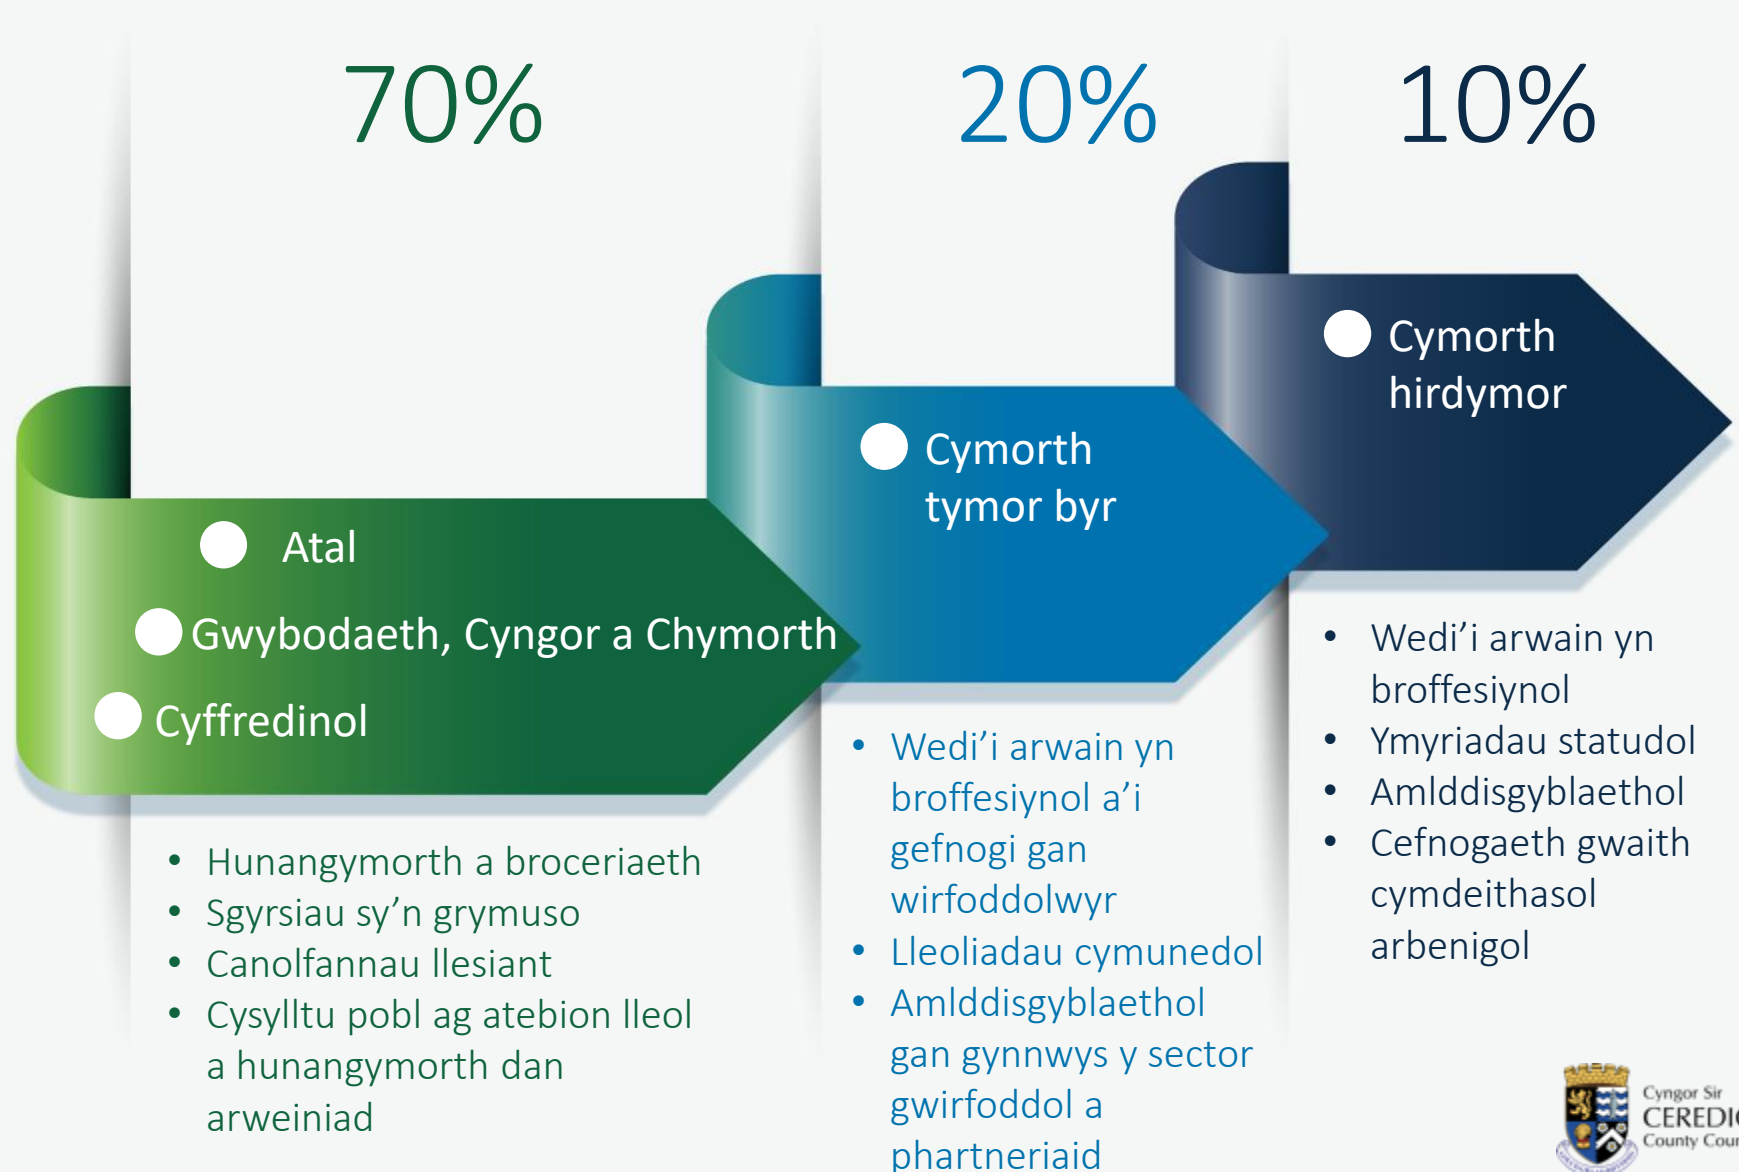 70%
Atal
Gwybodaeth, Cyngor a Chymorth
Cyffredinol
• Hunangymorth a broceriaeth
• Sgyrsiau sy’n grymuso
• Canolfannau llesiant
• Cysylltu pobl ag atebion lleol
a hunangymorth dan
arweiniad
20%
Cymorth
tymor byr
• Wedi’i arwain yn
broffesiynol a’i
gefnogi gan
wirfoddolwyr
• Lleoliadau cymunedol
• Amlddisgyblaethol
gan gynnwys y sector
gwirfoddol a
phartneriaid
10%
Cymorth
hirdymor
• Wedi’i arwain yn
broffesiynol
• Ymyriadau statudol
• Amlddisgyblaethol
• Cefnogaeth gwaith
cymdeithasol
arbenigol
Cyngor Sir
County